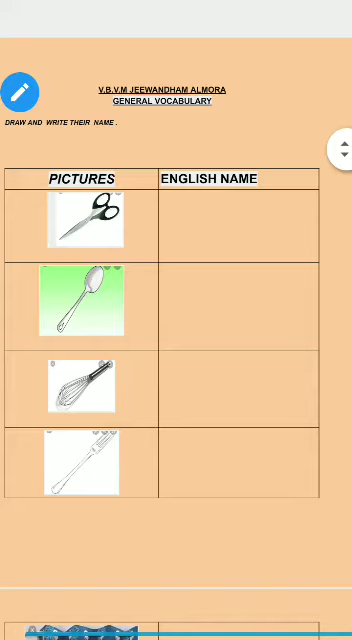 V.B.V.M JEEWANDHAM ALMORA
GENERAL VOCABULARY
DRAW AND WRITE THEIR NAME .
PICTURES ENGLISH NAME